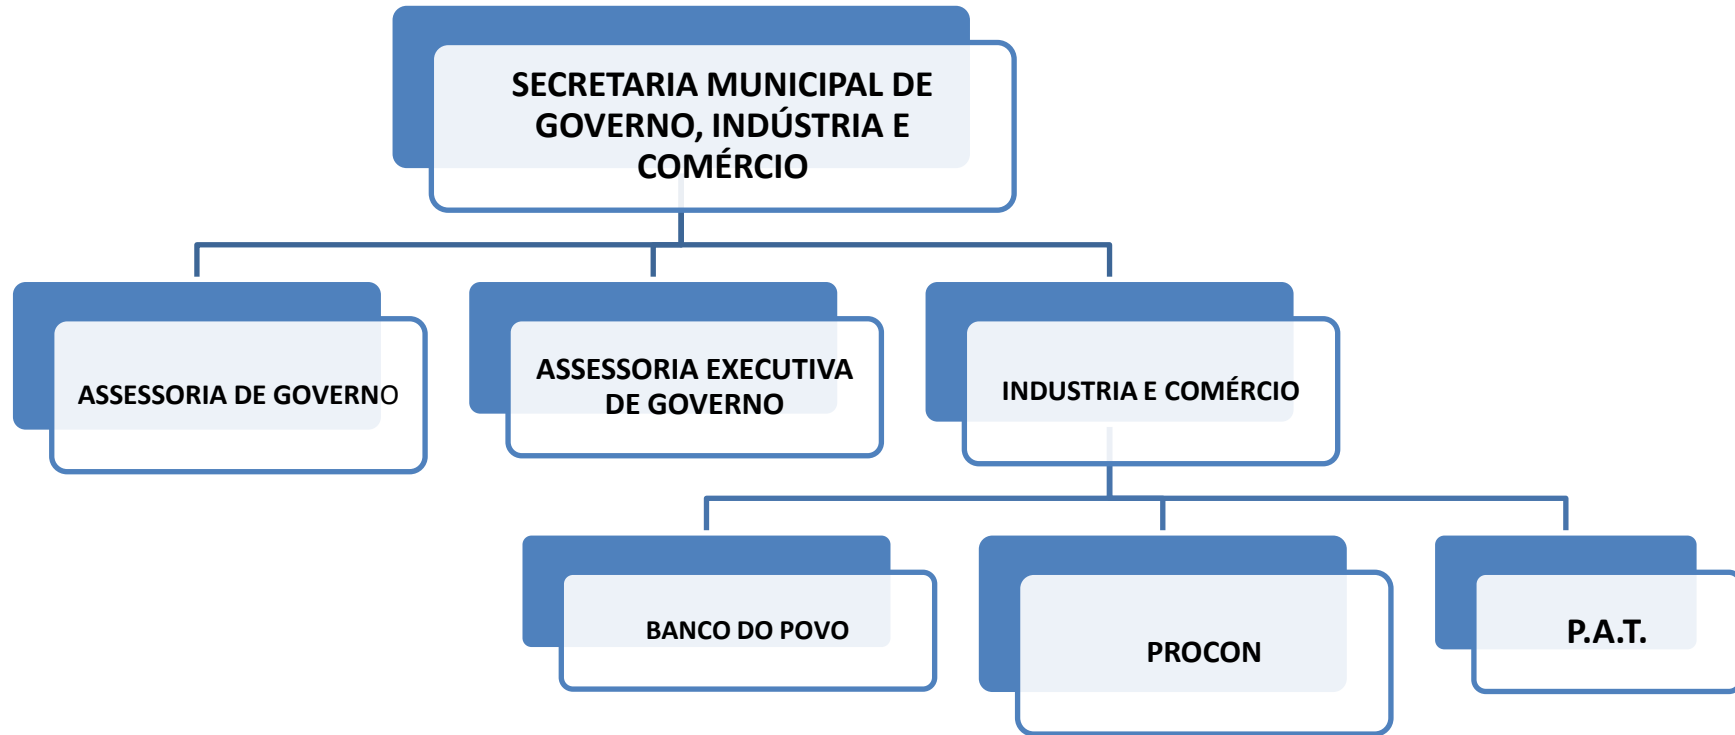 SECRETARIA MUNICIPAL DE
GOVERNO, INDÚSTRIA E
COMÉRCIO
ASSESSORIA DE GOVERNO
ASSESSORIA EXECUTIVA
DE GOVERNO
INDUSTRIA E COMÉRCIO
BANCO DO POVO
PROCON
P.A.T.